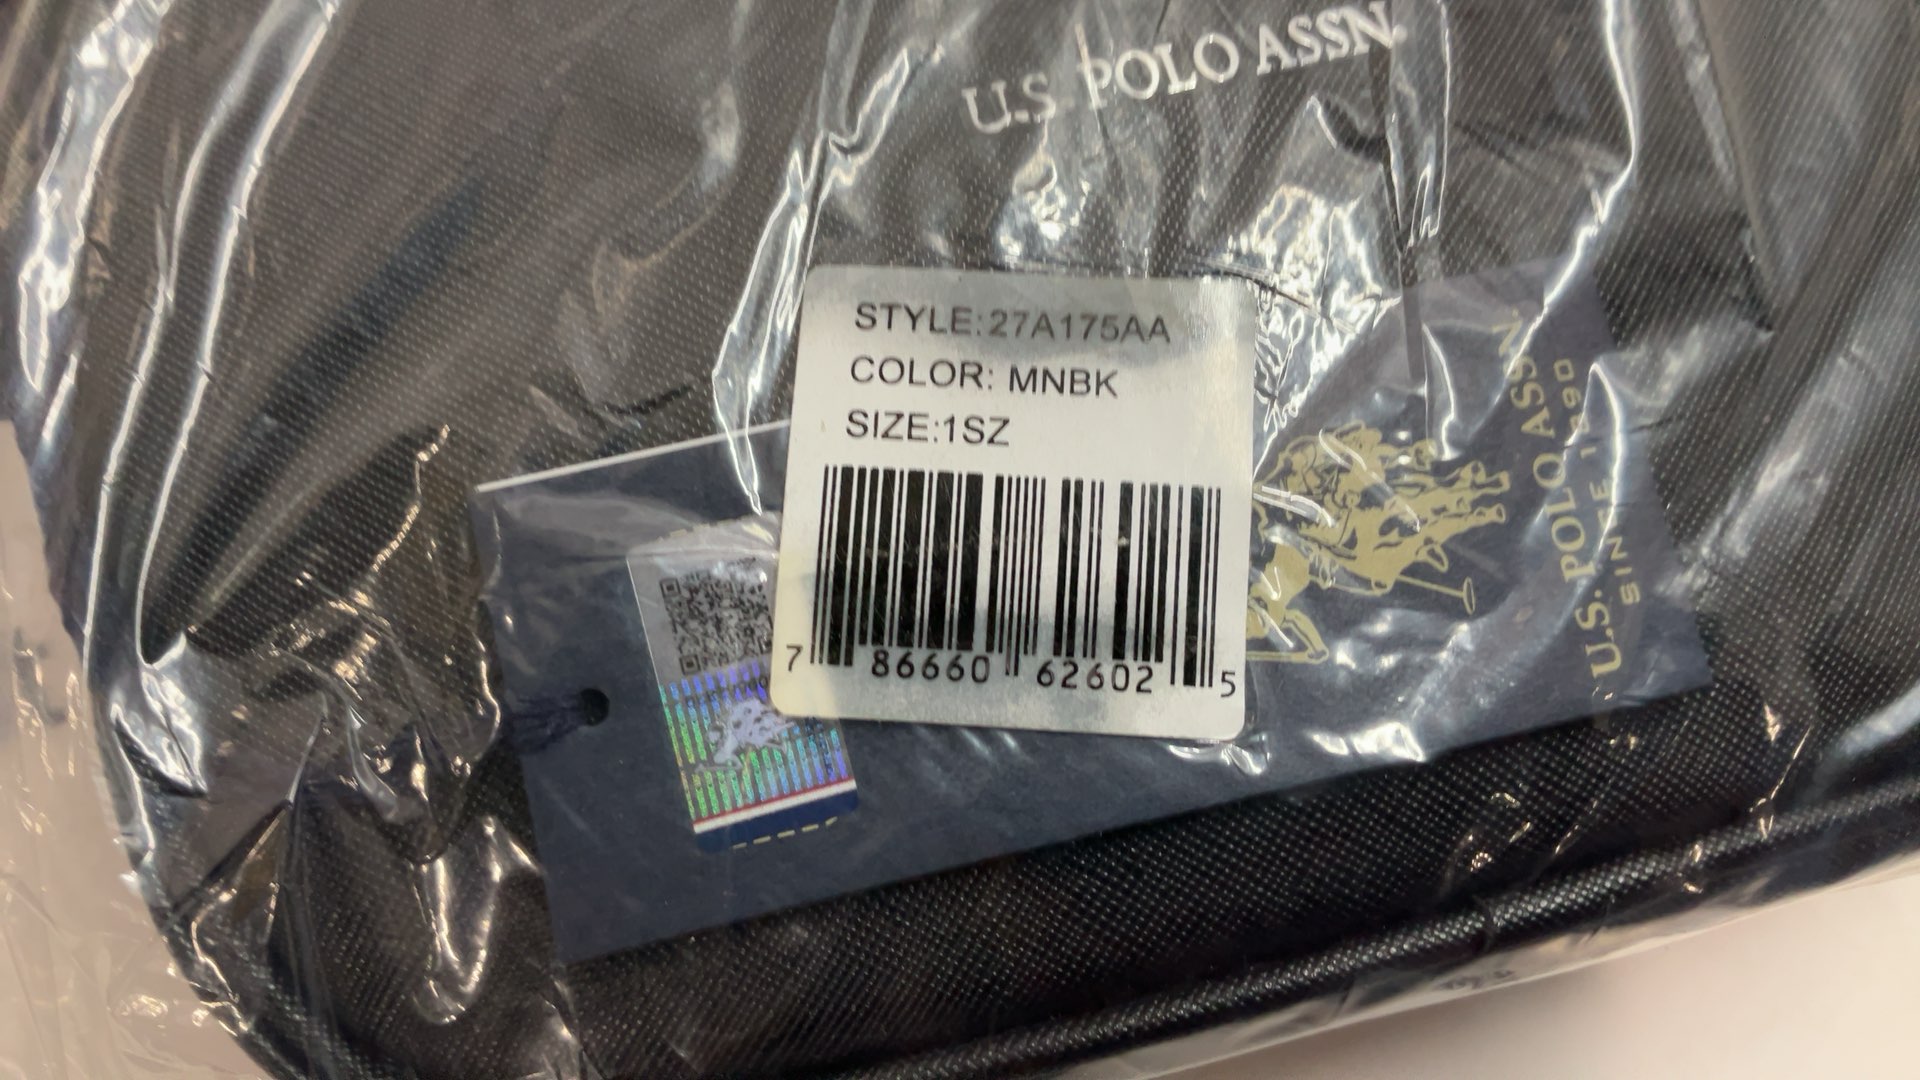 U.S. POLO ASSN.
STYLE:27A175AA
COLOR: MNBK
SIZE:1SZ
7 86660 62602 5
U.S. POLO ASSN.
SINCE 1890